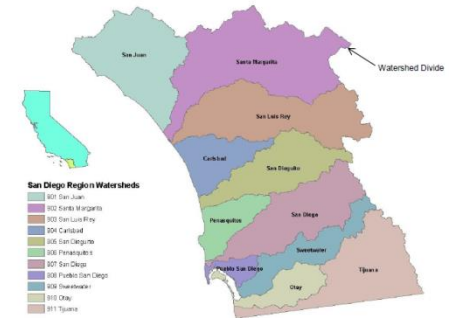 San Juan
Santa Margarita
Watershed Divide
San Luis Rey
Carlsbad
San Dieguito
Penasquitos
San Diego
Sweetwater
Pueblo San Diego
Tijuana
Otay
San Diego Region Watersheds
901 San Juan
902 Santa Margarita
903 San Luis Rey
904 Carlsbad
905 San Dieguito
906 Penasquitos
907 San Diego
908 Pueblo San Diego
909 Sweetwater
910 Otay
911 Tijuana